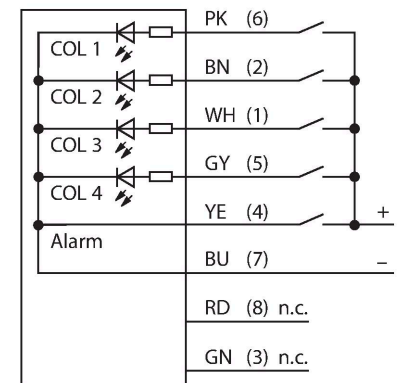 PK (6)
COL 1
BN (2)
COL 2
WH (1)
COL 3
GY (5)
COL 4
YE (4) +
Alarm
BU (7) –
RD (8) n.c.
GN (3) n.c.